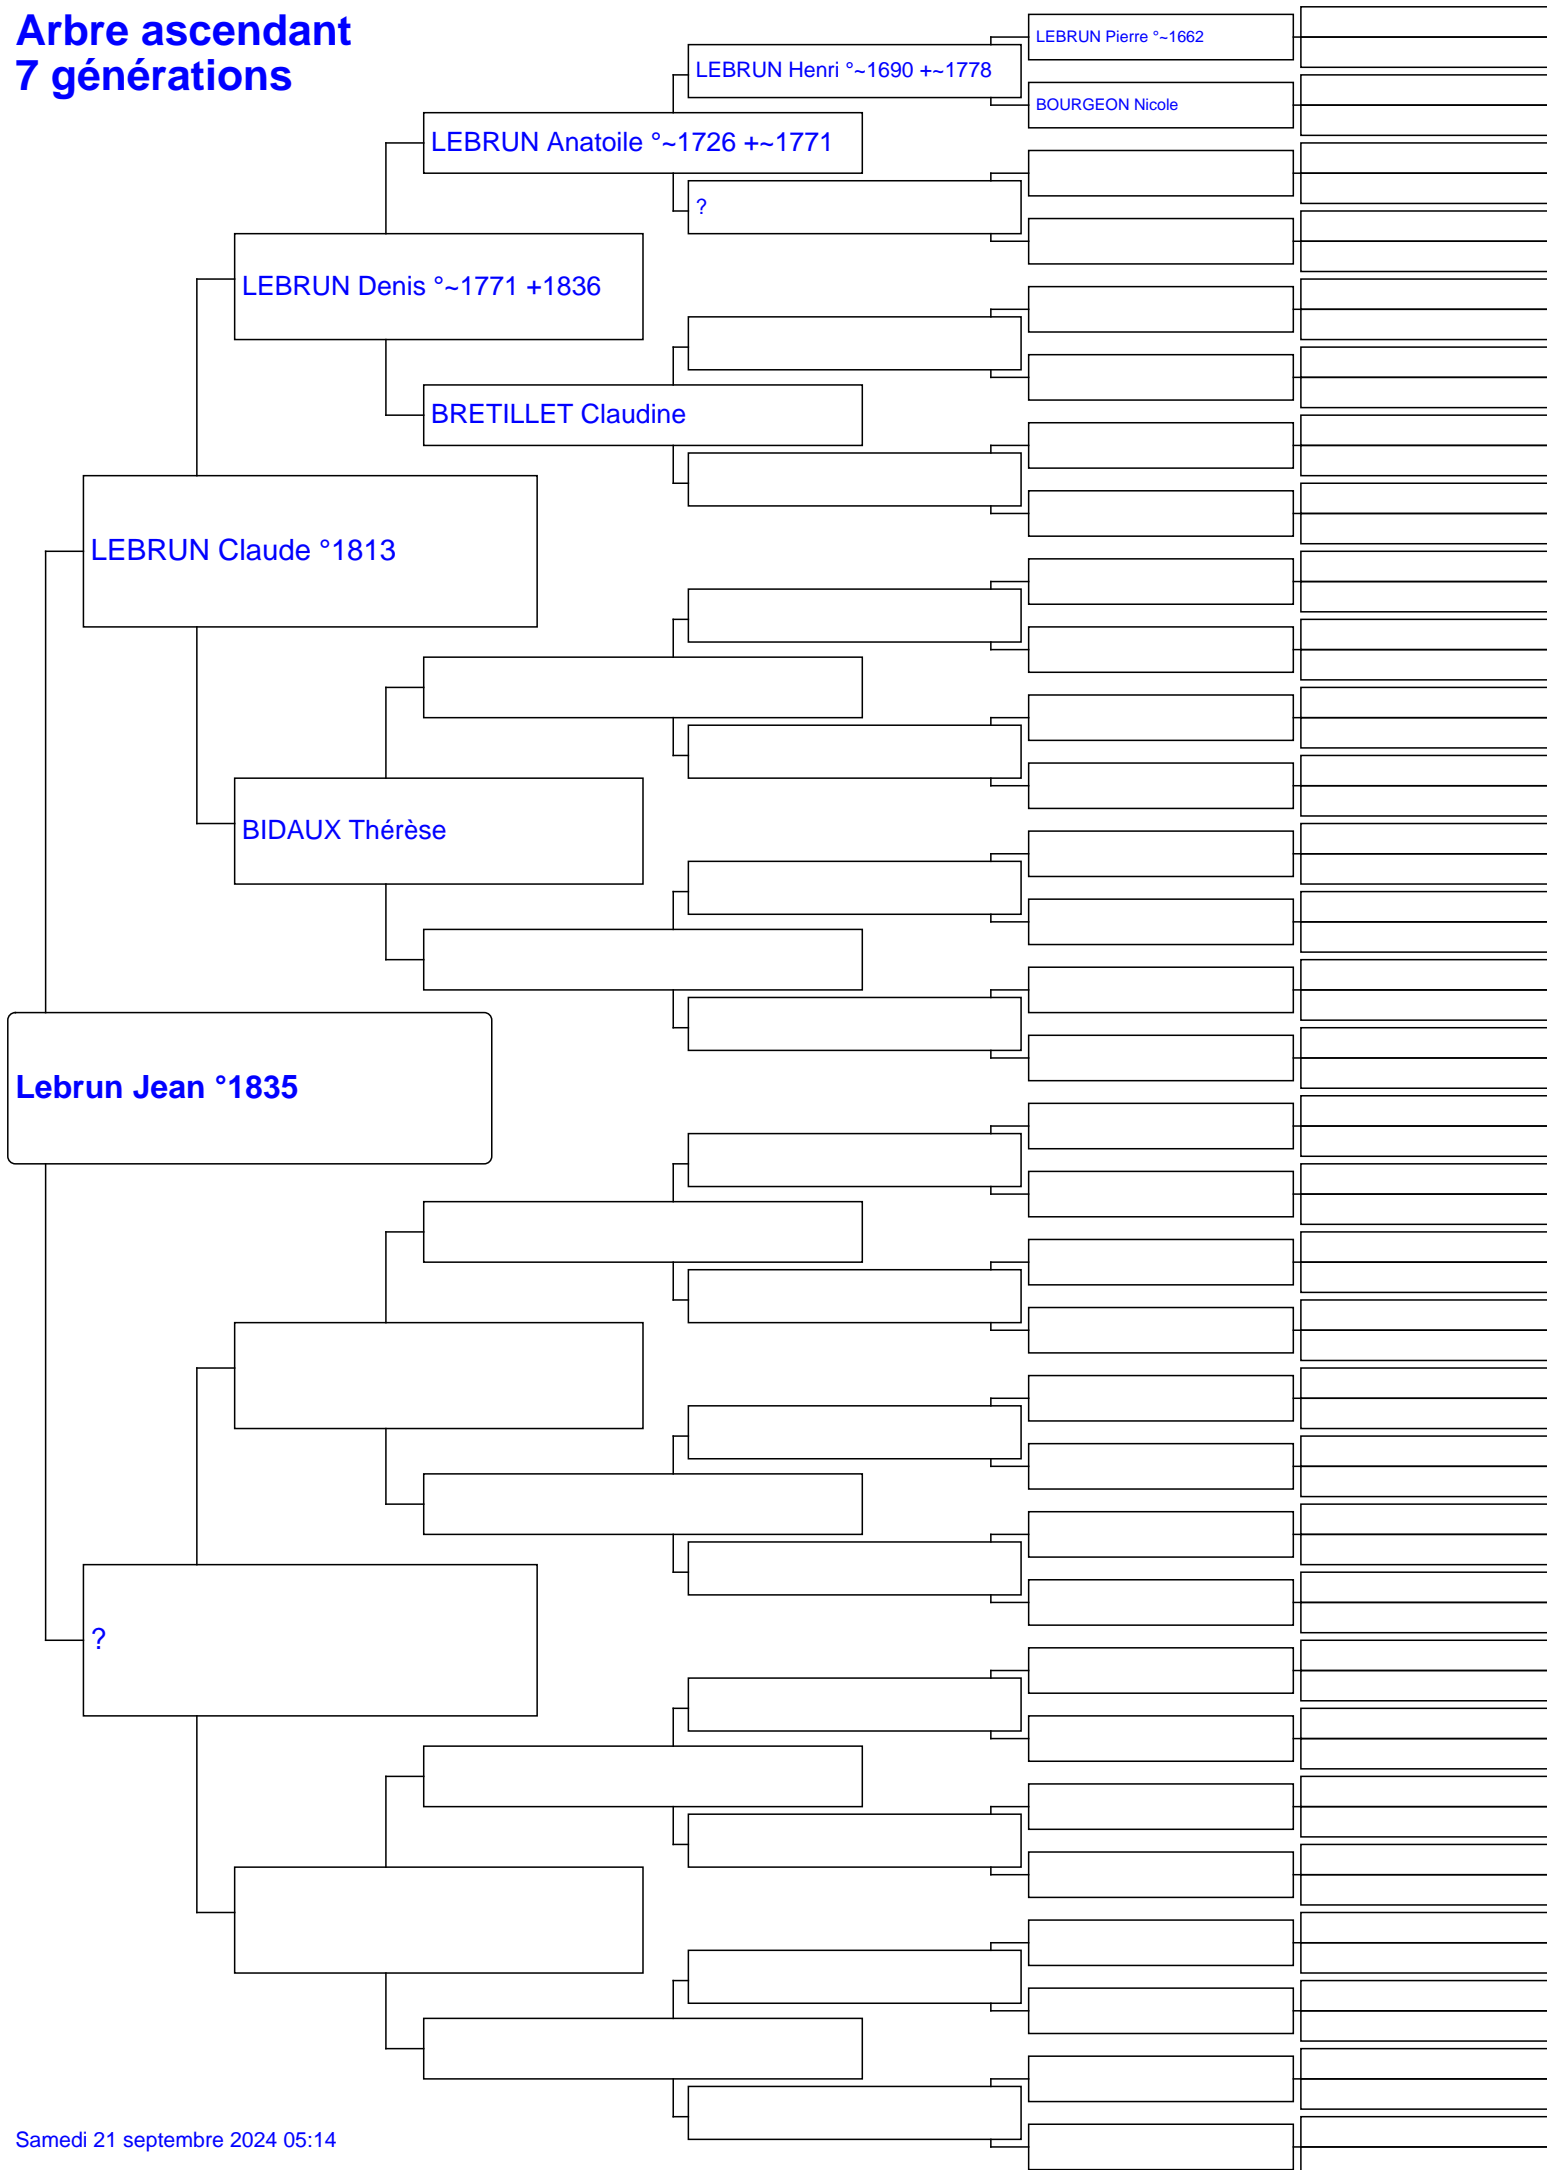 Arbre ascendant
7 générations
LEBRUN Pierre °~1662
LEBRUN Henri °~1690 +~1778
BOURGEON Nicole
LEBRUN Anatoile °~1726 +~1771
?
LEBRUN Denis °~1771 +1836
BRETILLET Claudine
LEBRUN Claude °1813
BIDAUX Thérèse
Lebrun Jean °1835
?
Samedi 21 septembre 2024 05:14